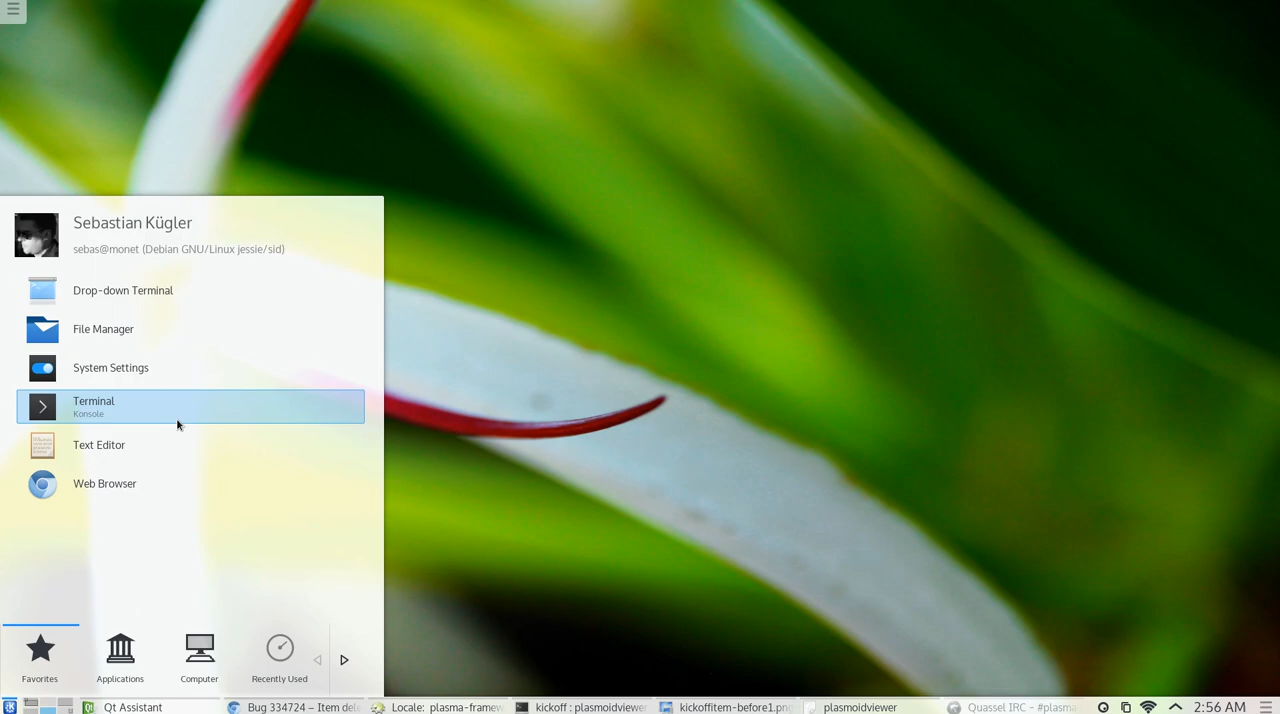 Sebastian Kügler
sebas@monet (Debian GNU/Linux jessie/sid)
Drop-down Terminal
File Manager
System Settings
Terminal
Konsole
Text Editor
Web Browser
Favorites
Applications
Computer
Recently Used
Qt Assistant
Bug 334724 – Item dele
Locale: plasma-framew
kickoff : plasmoidviewer
kickoffitem-before1.png
plasmoidviewer
Quassel IRC – #plasma
2:56 AM